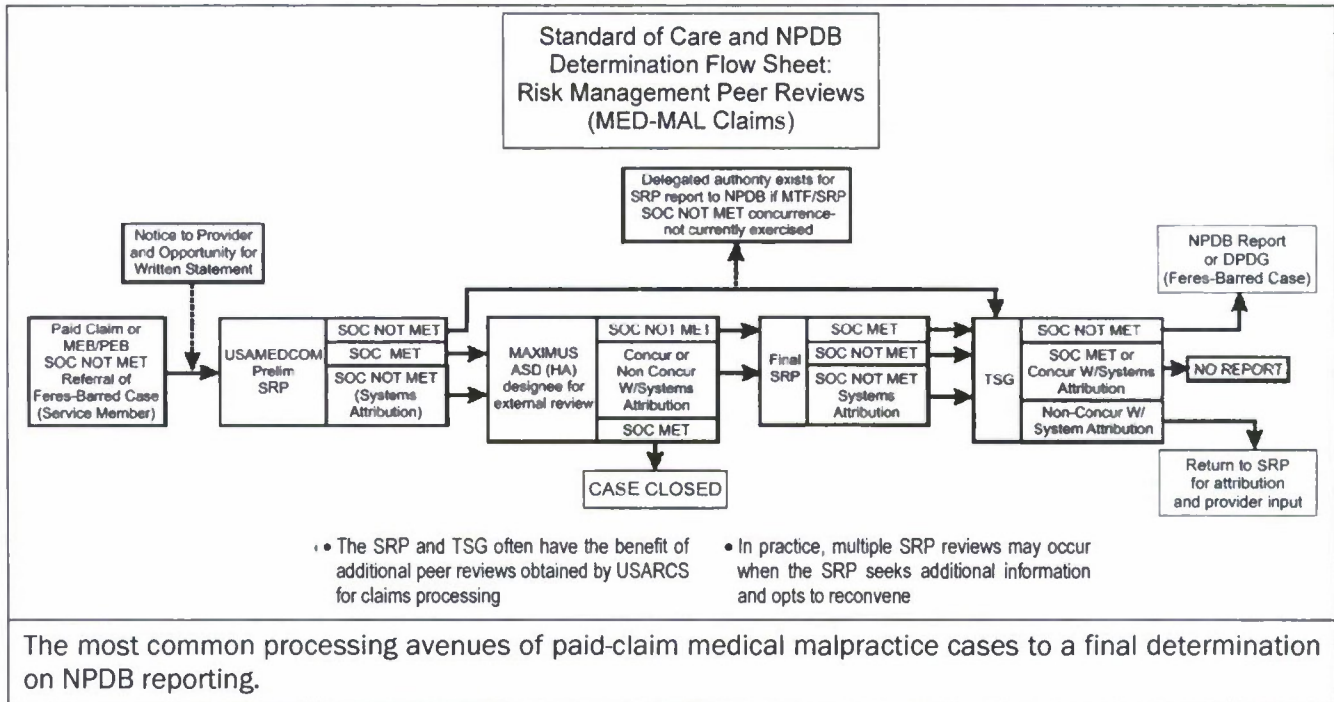 Standard of Care and NPDB
Determination Flow Sheet:
Risk Management Peer Reviews
(MED-MAL Claims)
Delegated authority exists for
SRP report to NPDB if MTF/SRP
SOC NOT MET concurrence-
not currently exercised
Notice to Provider
and Opportunity for
Written Statement
NPDB Report
or DPDG
(Feres-Barred Case)
Paid Claim or
MEB/PEB
SOC NOT MET
Referral of
Feres-Barred Case
(Service Member)
USAMEDCOM
Prelim
SRP
SOC NOT MET
SOC MET
SOC NOT MET
(Systems
Attribution)
MAXIMUS
ASD (HA)
designee for
external review
SOC NOT MET
Concur or
Non Concur
W/Systems
Attribution
SOC MET
CASE CLOSED
Final
SRP
SOC MET
SOC NOT MET
SOC NOT MET
Systems
Attribution
TSG
SOC NOT MET
SOC MET or
Concur W/Systems
Attribution
Non-Concur W/
System Attribution
NO REPORT
Return to SRP
for attribution
and provider input
• The SRP and TSG often have the benefit of
additional peer reviews obtained by USARCS
for claims processing
• In practice, multiple SRP reviews may occur
when the SRP seeks additional information
and opts to reconvene
The most common processing avenues of paid-claim medical malpractice cases to a final determination
on NPDB reporting.